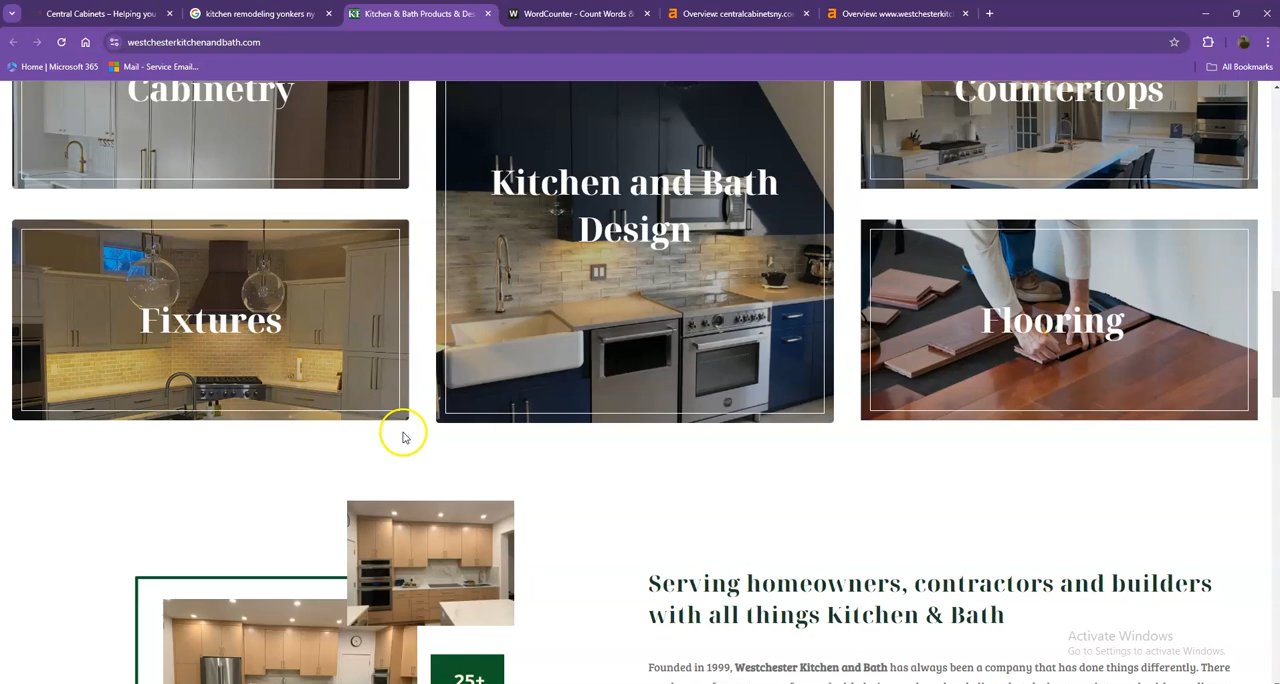 Central Cabinets – Helping you
kitchen remodeling yonkers ny
Kitchen & Bath Products & Des
WordCounter - Count Words &
Overview: centralcabinetsny.co
Overview: www.westchesterkitc
westchesterkitchenandbath.com
Home | Microsoft 365
Mail - Service Email...
All Bookmarks
Cabinetry
Kitchen and Bath
Design
Countertops
Fixtures
Flooring
Serving homeowners, contractors and builders
with all things Kitchen & Bath
Activate Windows
Go to Settings to activate Windows.
Founded in 1999, Westchester Kitchen and Bath has always been a company that has done things differently. There
25+